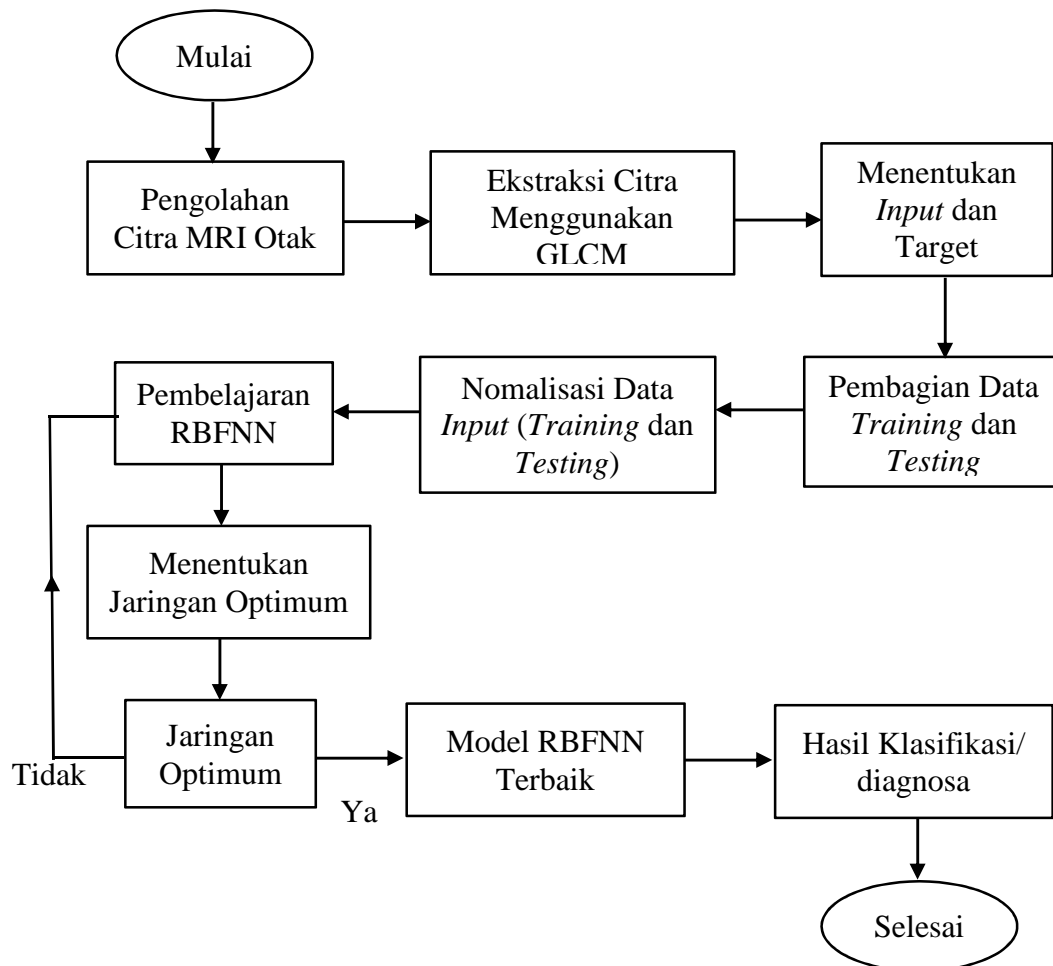 Mulai
Pengolahan
Citra MRI Otak
Ekstraksi Citra
Menggunakan
GLCM
Menentukan
Input dan
Target
Pembagian Data
Training dan
Testing
Nomalisasi Data
Input (Training dan
Testing)
Pembelajaran
RBFNN
Menentukan
Jaringan Optimum
Jaringan
Optimum
Tidak
Ya
Model RBFNN
Terbaik
Hasil Klasifikasi/
diagnosa
Selesai